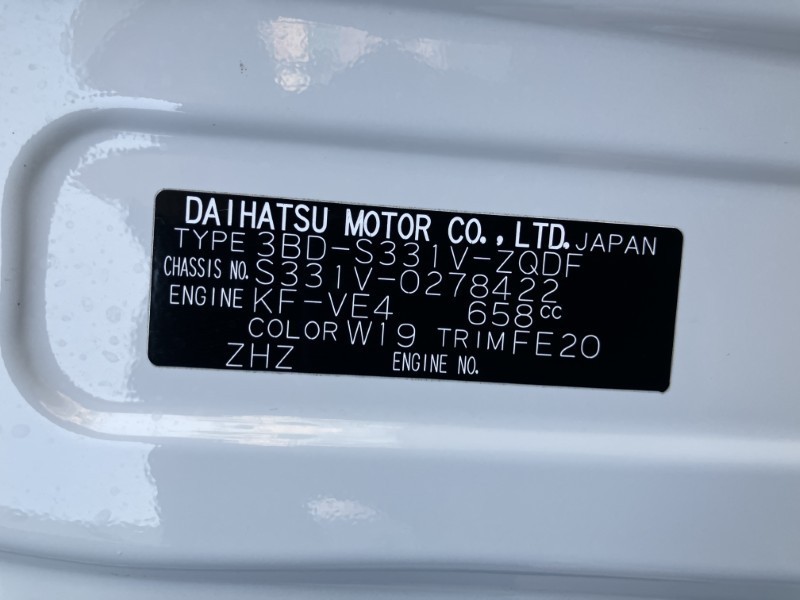 DAIHATSU MOTOR CO., LTD. JAPAN
TYPE 3BD-S331V-ZQDF
CHASSIS NO. S331V-0278422
ENGINE KF-VE4 658cc
COLOR W19 TRIM FE20
ZHZ ENGINE NO.